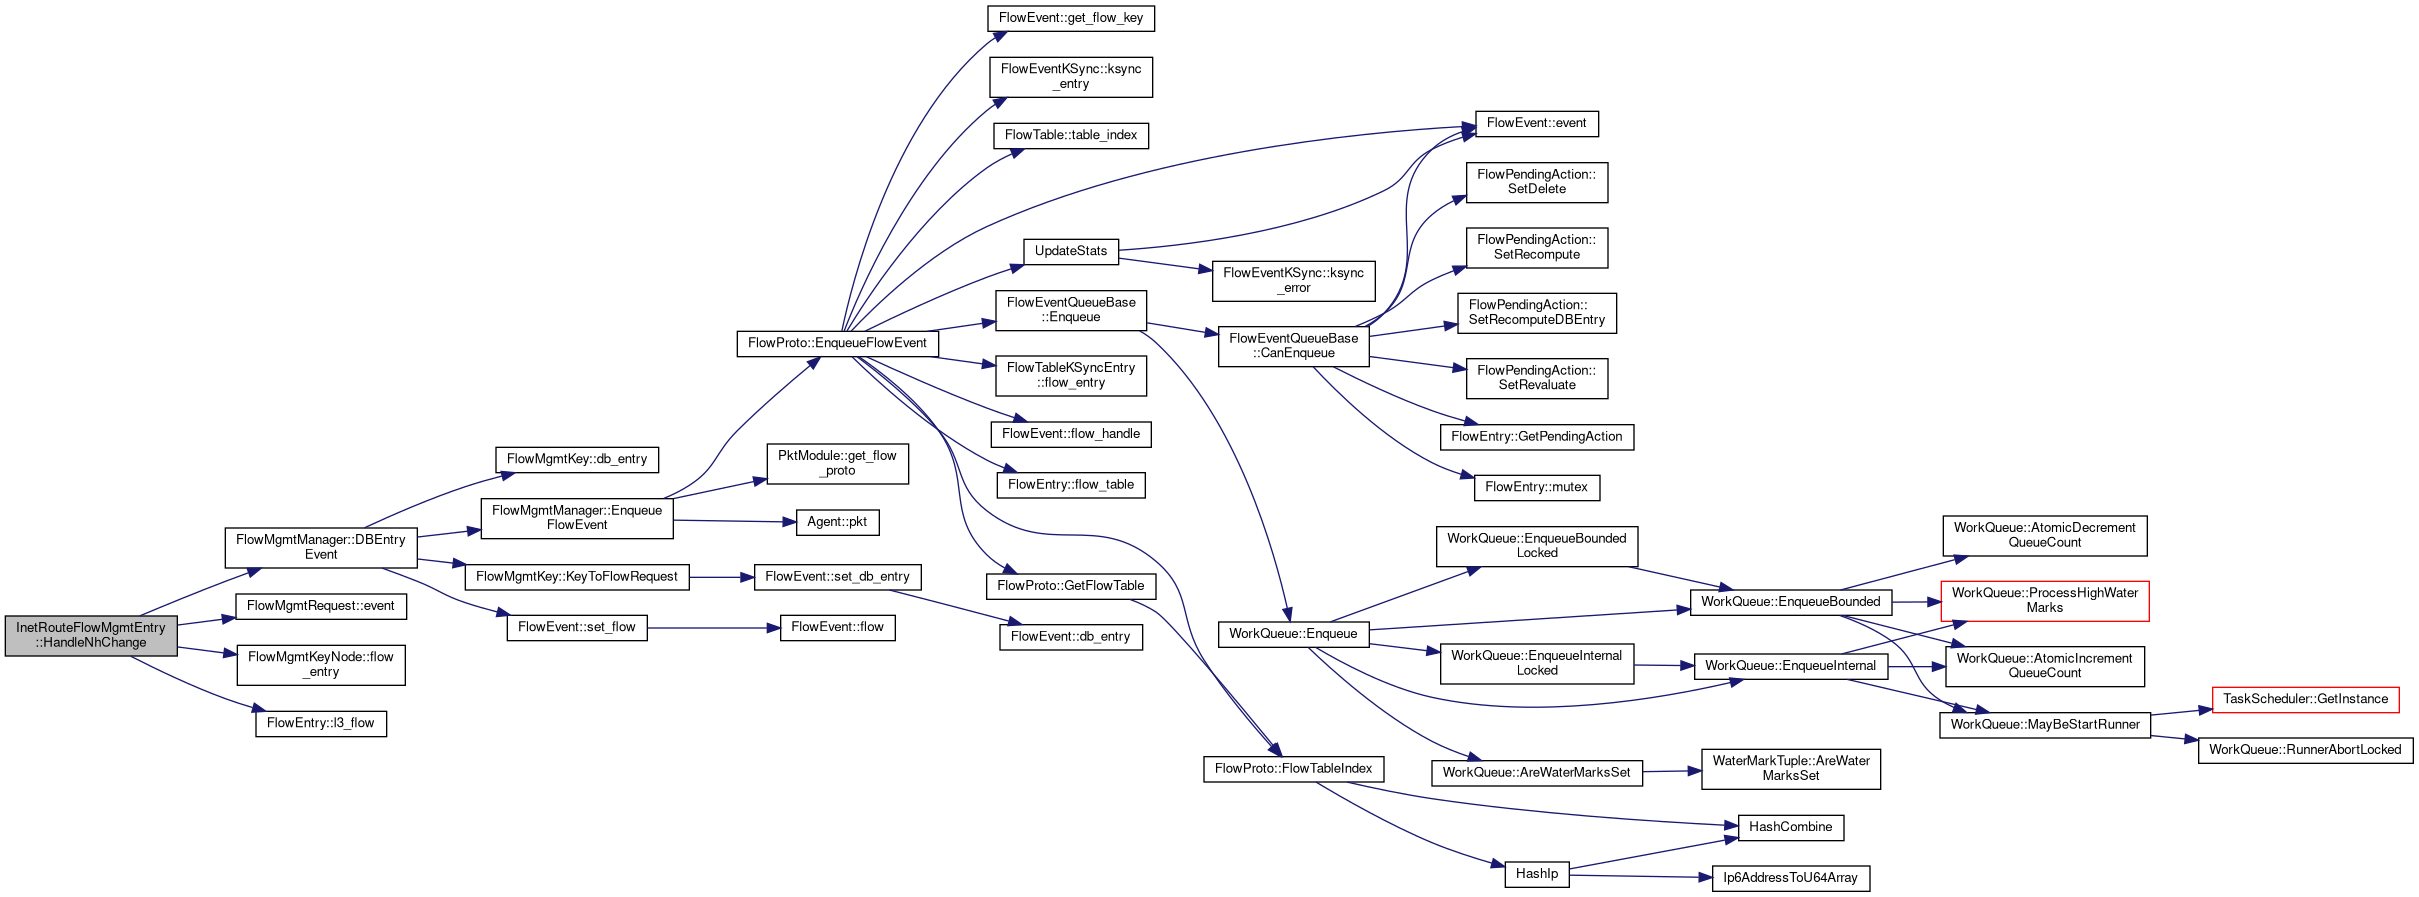 InetRouteFlowMgmtEntry
::HandleNhChange
FlowMgmtManager::DBEntry
Event
FlowMgmtRequest::event
FlowMgmtKeyNode::flow
_entry
FlowEntry::l3_flow
FlowMgmtKey::db_entry
FlowMgmtManager::Enqueue
FlowEvent
FlowMgmtKey::KeyToFlowRequest
FlowEvent::set_flow
FlowProto::EnqueueFlowEvent
PktModule::get_flow
_proto
Agent::pkt
FlowEvent::set_db_entry
FlowEvent::flow
FlowEvent::get_flow_key
FlowEventKSync::ksync
_entry
FlowTable::table_index
UpdateStats
FlowEventQueueBase
::Enqueue
FlowTableKSyncEntry
::flow_entry
FlowEvent::flow_handle
FlowEntry::flow_table
FlowProto::GetFlowTable
FlowEvent::db_entry
FlowEventKSync::ksync
_error
FlowEventQueueBase
::CanEnqueue
WorkQueue::Enqueue
FlowProto::FlowTableIndex
FlowEvent::event
FlowPendingAction::
SetDelete
FlowPendingAction::
SetRecompute
FlowPendingAction::
SetRecomputeDBEntry
FlowPendingAction::
SetRevaluate
FlowEntry::GetPendingAction
FlowEntry::mutex
WorkQueue::EnqueueBounded
Locked
WorkQueue::EnqueueInternal
Locked
WorkQueue::AreWaterMarksSet
HashIp
WorkQueue::EnqueueBounded
WorkQueue::EnqueueInternal
WaterMarkTuple::AreWater
MarksSet
HashCombine
Ip6AddressToU64Array
WorkQueue::AtomicDecrement
QueueCount
WorkQueue::ProcessHighWater
Marks
WorkQueue::AtomicIncrement
QueueCount
WorkQueue::MayBeStartRunner
TaskScheduler::GetInstance
WorkQueue::RunnerAbortLocked